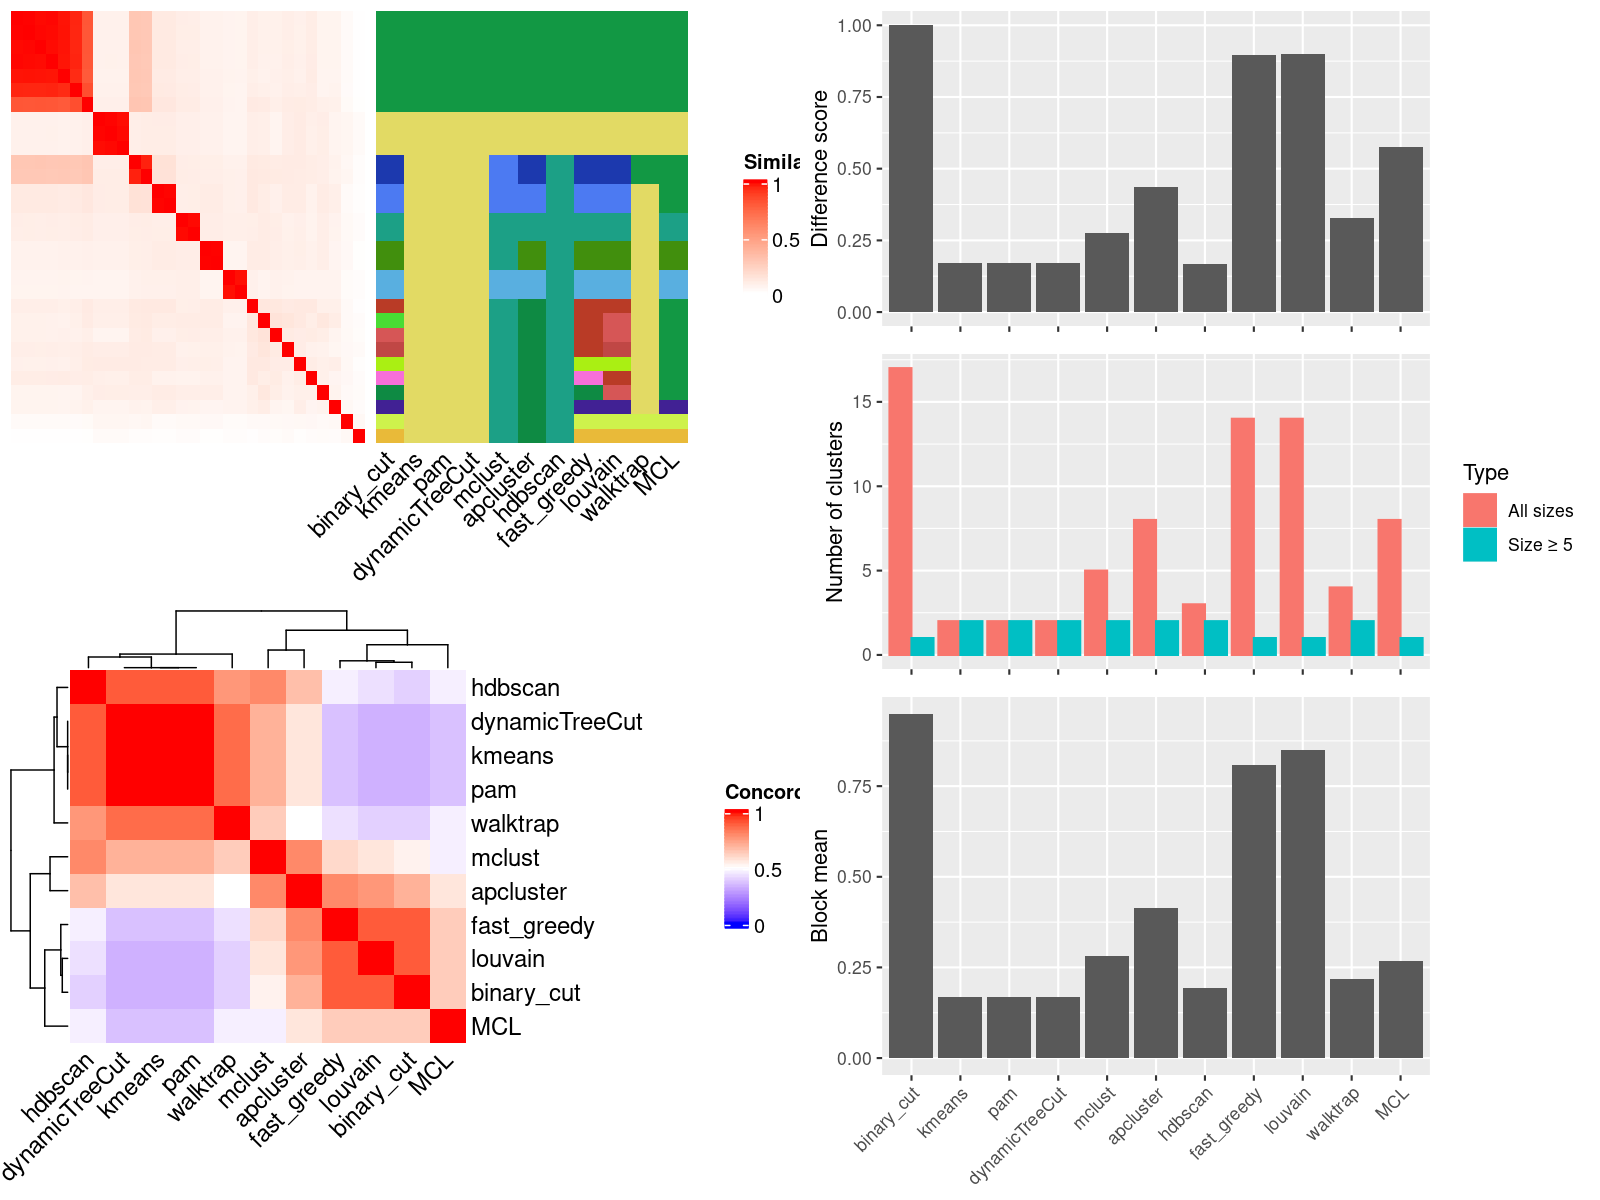 Simila
1
0.5
0
binary_cut
kmeans
pam
dynamicTreeCut
mclust
apcluster
hdbscan
fast_greedy
louvain
walktrap
MCL
hdbscan
dynamicTreeCut
kmeans
pam
walktrap
mclust
apcluster
fast_greedy
louvain
binary_cut
MCL
hdbscan
dynamicTreeCut
kmeans
pam
walktrap
mclust
apcluster
fast_greedy
louvain
binary_cut
MCL
Concord
1
0.5
0
Difference score
1.00
0.75
0.50
0.25
0.00
Number of clusters
15
10
5
0
Type
All sizes
Size ≥ 5
Block mean
0.75
0.50
0.25
0.00
binary_cut
kmeans
pam
dynamicTreeCut
mclust
apcluster
hdbscan
fast_greedy
louvain
walktrap
MCL